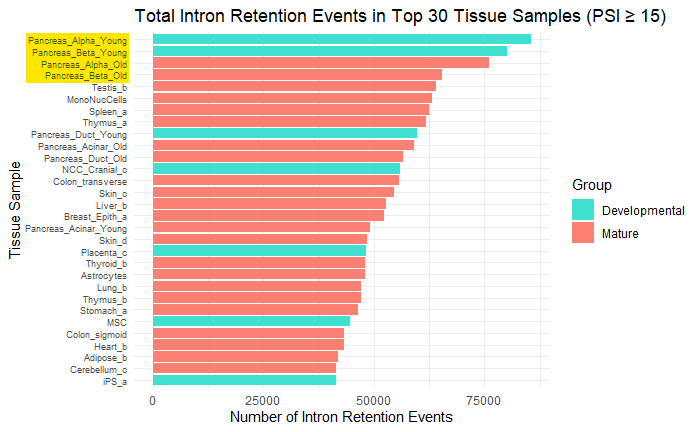 Total Intron Retention Events in Top 30 Tissue Samples (PSI ≥ 15)
Tissue Sample
Pancreas_Alpha_Young
Pancreas_Beta_Young
Pancreas_Alpha_Old
Pancreas_Beta_Old
Testis_b
MonoNucCells
Spleen_a
Thymus_a
Pancreas_Duct_Young
Pancreas_Acinar_Old
Pancreas_Duct_Old
NCC_Cranial_c
Colon_transverse
Skin_c
Liver_b
Breast_Epith_a
Pancreas_Acinar_Young
Skin_d
Placenta_c
Thyroid_b
Astrocytes
Lung_b
Thymus_b
Stomach_a
MSC
Colon_sigmoid
Heart_b
Adipose_b
Cerebellum_c
iPS_a
0 25000 50000 75000
Number of Intron Retention Events
Group
Developmental
Mature